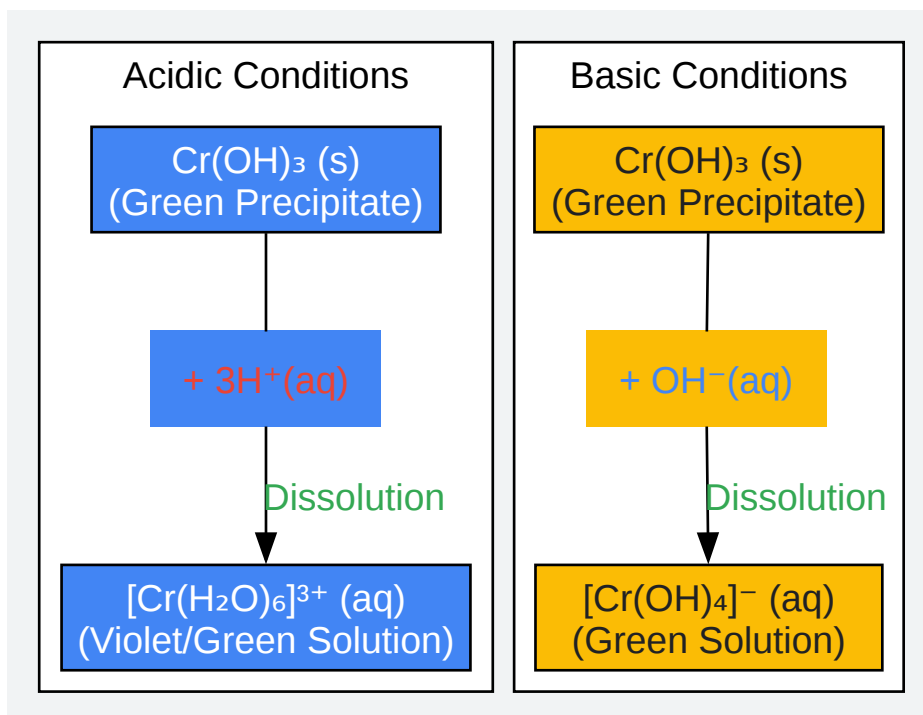 Acidic Conditions
Cr(OH)₃ (s)
(Green Precipitate)
+ 3H⁺(aq)
Dissolution
[Cr(H₂O)₆]³⁺ (aq)
(Violet/Green Solution)
Basic Conditions
Cr(OH)₃ (s)
(Green Precipitate)
+ OH⁻(aq)
Dissolution
[Cr(OH)₄]⁻ (aq)
(Green Solution)